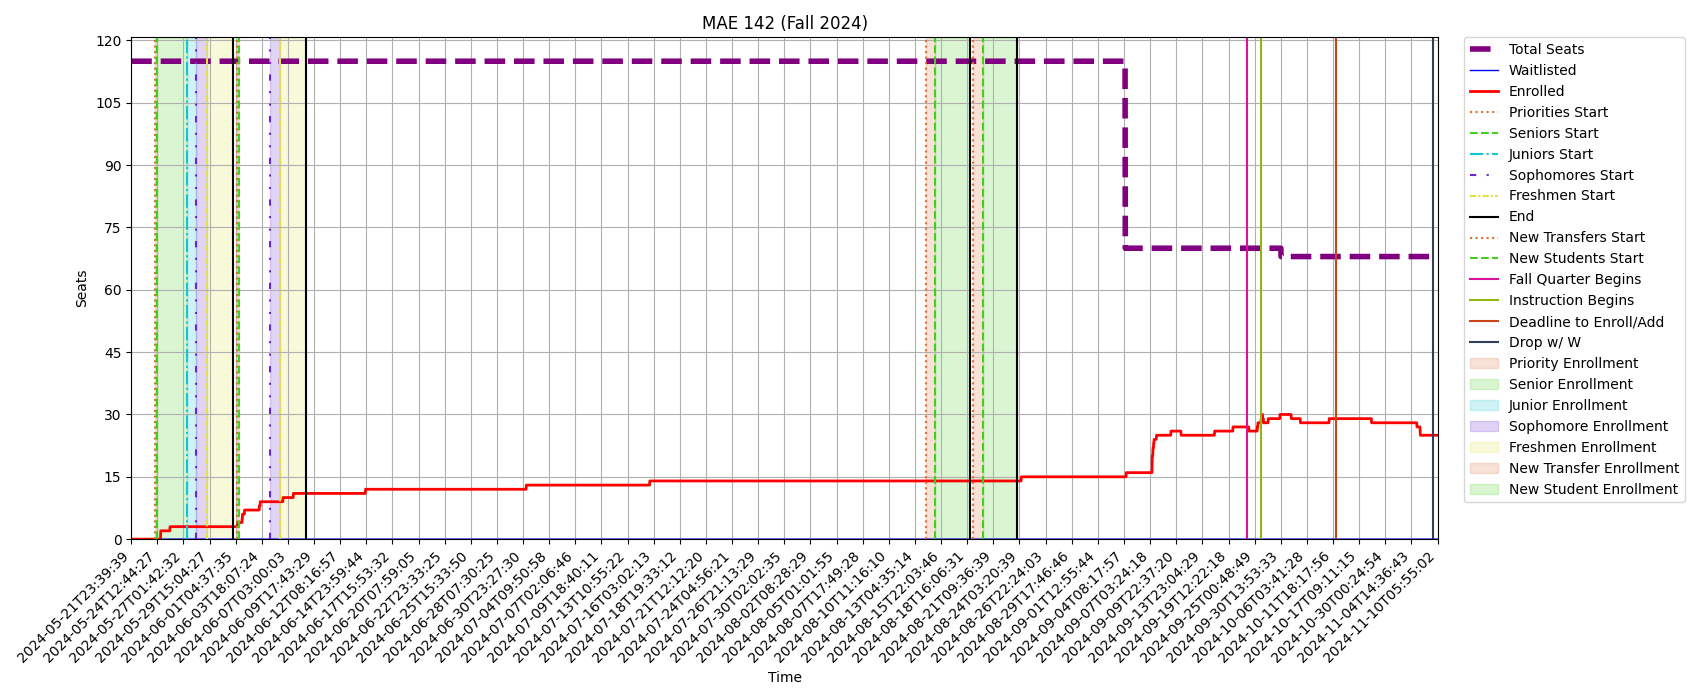 MAE 142 (Fall 2024)
120
105
90
75
60
45
30
15
0
Seats
2024-05-21T23:39:39
2024-05-24T12:44:27
2024-05-27T01:42:32
2024-05-29T15:04:27
2024-06-01T04:37:35
2024-06-03T18:07:24
2024-06-07T03:00:03
2024-06-09T17:43:29
2024-06-12T08:16:57
2024-06-14T23:59:44
2024-06-17T15:53:32
2024-06-20T07:59:05
2024-06-22T23:33:25
2024-06-25T15:33:50
2024-06-28T07:30:25
2024-06-30T23:27:30
2024-07-04T09:50:58
2024-07-07T02:06:46
2024-07-09T18:40:11
2024-07-13T10:55:22
2024-07-16T03:02:13
2024-07-18T19:33:12
2024-07-21T12:12:20
2024-07-24T04:56:21
2024-07-26T21:13:29
2024-07-30T02:02:35
2024-08-02T08:28:29
2024-08-05T01:01:55
2024-08-07T17:49:28
2024-08-10T11:16:10
2024-08-13T04:35:14
2024-08-15T22:03:46
2024-08-18T16:06:31
2024-08-21T09:36:39
2024-08-24T03:20:39
2024-08-26T22:24:03
2024-08-29T17:46:46
2024-09-01T12:55:44
2024-09-04T08:17:57
2024-09-07T03:24:18
2024-09-09T22:37:20
2024-09-13T23:04:29
2024-09-19T12:22:18
2024-09-25T00:48:49
2024-09-30T13:53:33
2024-10-06T03:41:28
2024-10-11T18:17:56
2024-10-17T09:11:15
2024-10-30T00:24:54
2024-11-04T14:36:43
2024-11-10T05:55:02
Time
Total Seats
Waitlisted
Enrolled
Priorities Start
Seniors Start
Juniors Start
Sophomores Start
Freshmen Start
End
New Transfers Start
New Students Start
Fall Quarter Begins
Instruction Begins
Deadline to Enroll/Add
Drop w/ W
Priority Enrollment
Senior Enrollment
Junior Enrollment
Sophomore Enrollment
Freshmen Enrollment
New Transfer Enrollment
New Student Enrollment